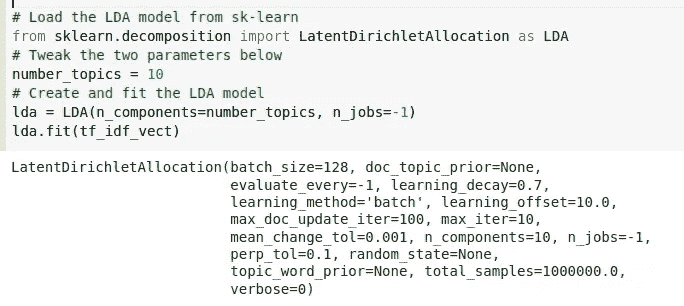 # Load the LDA model from sk-learn
from sklearn.decomposition import LatentDirichletAllocation as LDA
# Tweak the two parameters below
number_topics = 10
# Create and fit the LDA model
lda = LDA(n_components=number_topics, n_jobs=-1)
lda.fit(tf_idf_vect)
LatentDirichletAllocation(batch_size=128, doc_topic_prior=None,
evaluate_every=-1, learning_decay=0.7,
learning_method='batch', learning_offset=10.0,
max_doc_update_iter=100, max_iter=10,
mean_change_tol=0.001, n_components=10, n_jobs=-1,
perp_tol=0.1, random_state=None,
topic_word_prior=None, total_samples=1000000.0,
verbose=0)